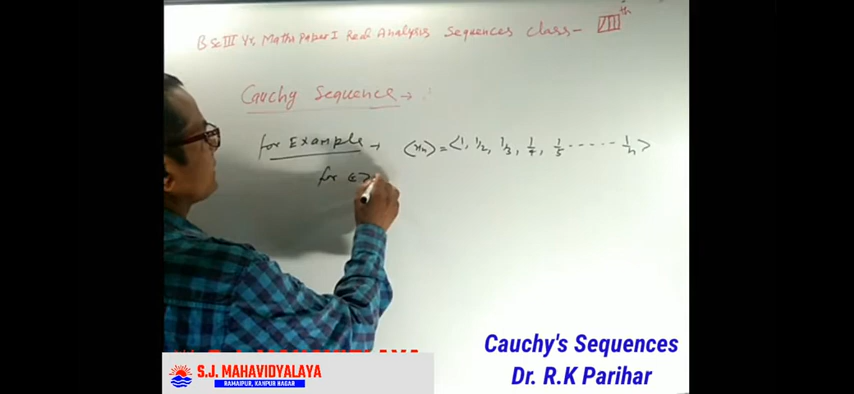 B Sc III Yr, Maths Paper I Real Analysis Sequences Class- III th
Cauchy Sequence →
for Example → ⟨xn⟩ = ⟨1, 1/2, 1/3, 1/4, 1/5 ------ 1/n⟩
for ε>
Cauchy's Sequences
Dr. R.K Parihar
S.J. MAHAVIDYALAYA
RAMAIPUR, KANPUR NAGAR